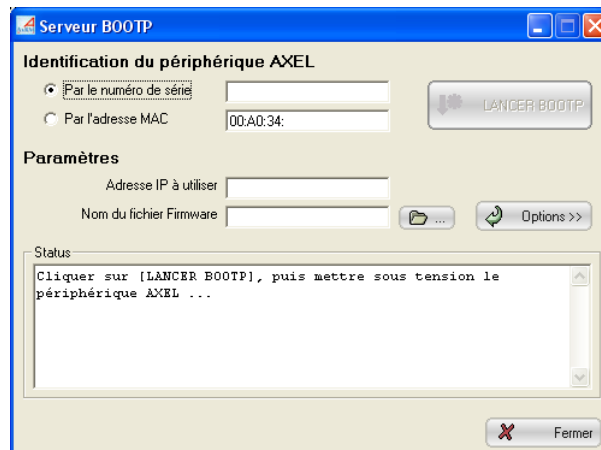 Serveur BOOTP
Identification du périphérique AXEL
Par le numéro de série
LANCER BOOTP
Par l'adresse MAC 00:A0:34:
Paramètres
Adresse IP à utiliser
Nom du fichier Firmware ... Options >>
Status
Cliquer sur [LANCER BOOTP], puis mettre sous tension le
périphérique AXEL ...
Fermer